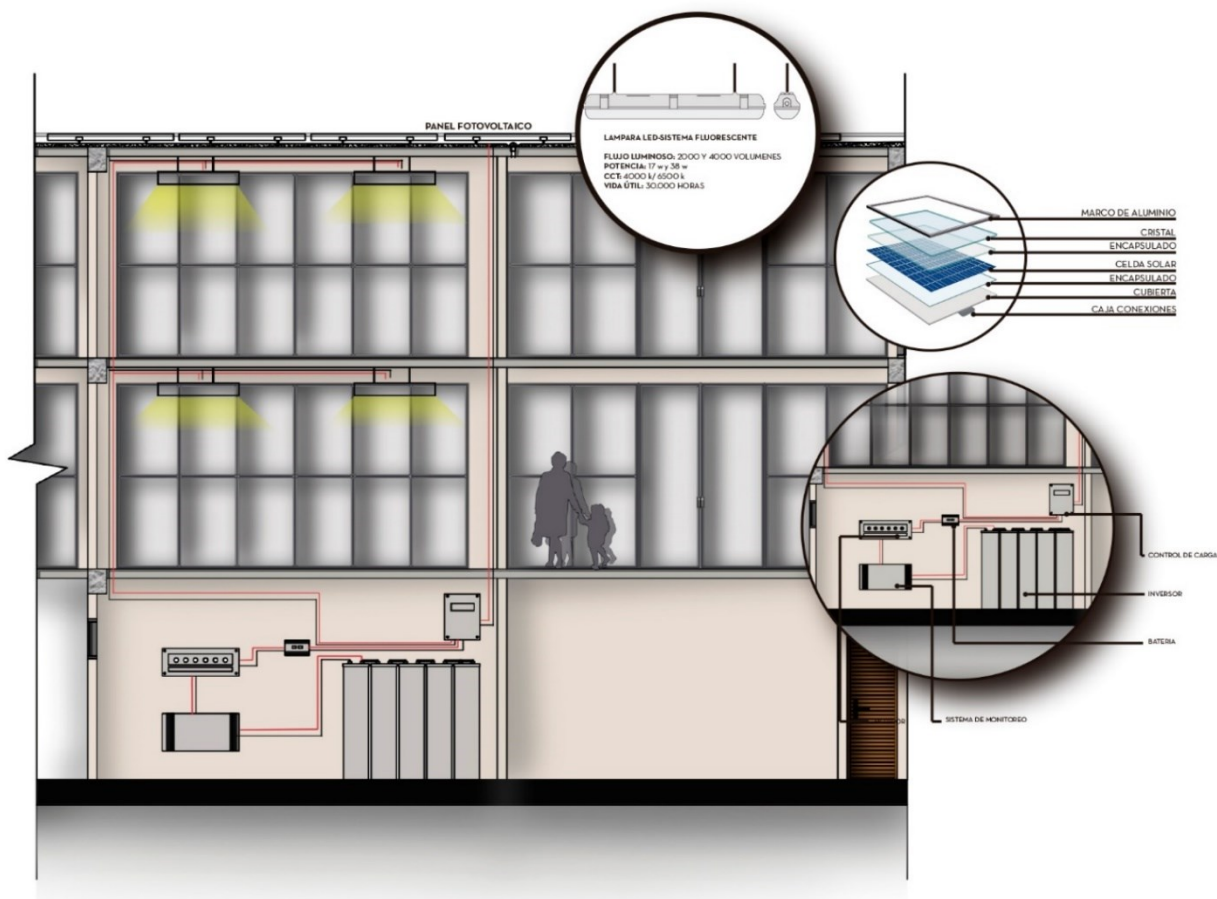 PANEL FOTOVOLTAICO
LAMPARA LED-SISTEMA FLUORESCENTE
FLUJO LUMINOSO: 2000 Y 4000 VOLUMENES
POTENCIA: 17 w y 38 w
CCT: 4000 k/ 6500 k
VIDA ÚTIL: 30.000 HORAS
MARCO DE ALUMINIO
CRISTAL
ENCAPSULADO
CELDA SOLAR
ENCAPSULADO
CUBIERTA
CAJA CONEXIONES
CONTROL DE CARGA
INVERSOR
BATERIA
SISTEMA DE MONITOREO